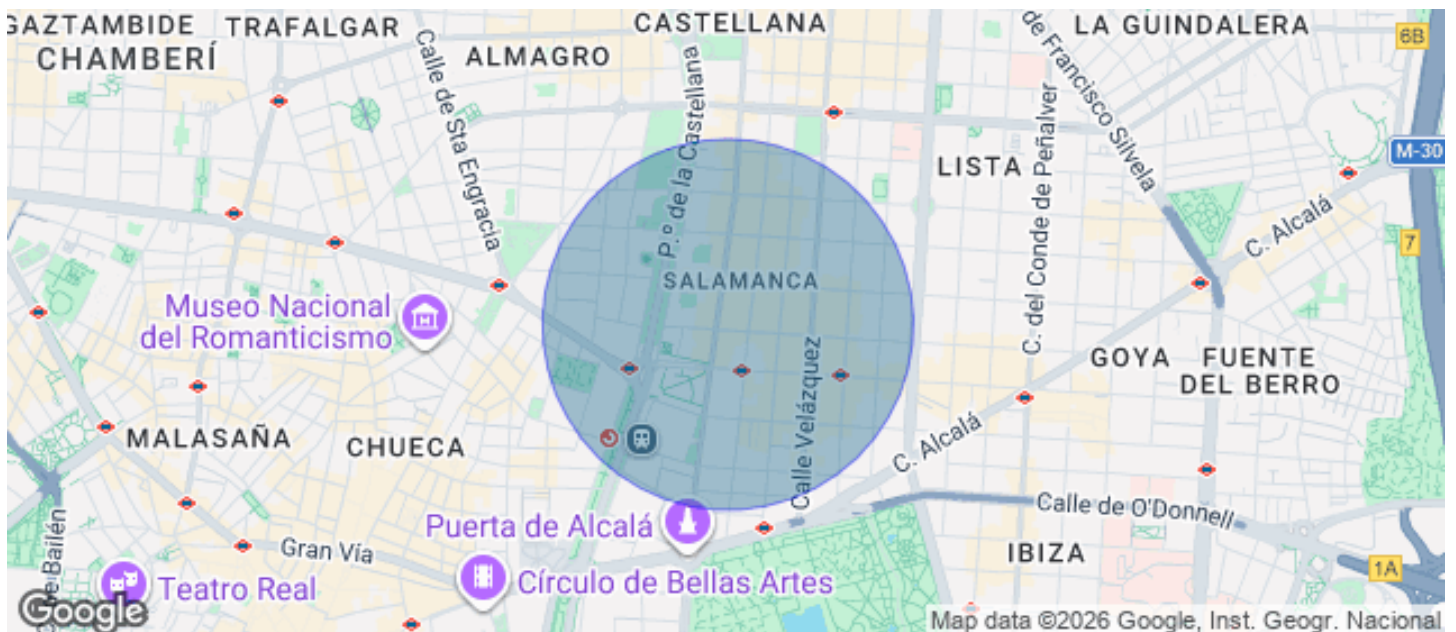 GAZTAMBIDE
TRAFALGAR
CASTELLANA
LA GUINDALERA
6B
CHAMBERÍ
Calle de Sta Engracia
ALMAGRO
P.º de la Castellana
de Francisco Silvela
C. del Conde de Peñalver
M-30
LISTA
C. Alcalá
7
SALAMANCA
Museo Nacional
del Romanticismo
Calle Velázquez
GOYA
FUENTE
DEL BERRO
MALASAÑA
CHUECA
C. Alcalá
Calle de O'Donnell
Puerta de Alcalá
Gran Vía
IBIZA
de Bailén
Teatro Real
Círculo de Bellas Artes
1A
Google
Map data ©2026 Google, Inst. Geogr. Nacional